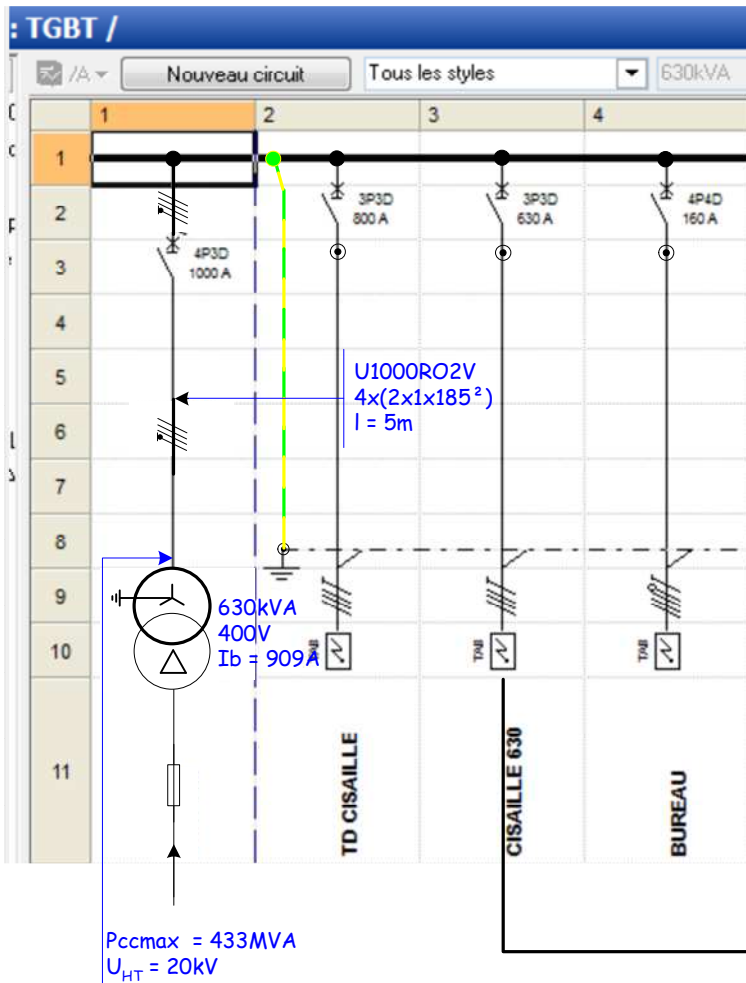 : TGBT /
/A
Nouveau circuit
Tous les styles
630kVA
1
2
3
4
1
2
3
4
5
6
7
8
9
10
11
4P3D
1000 A
3P3D
800 A
3P3D
630 A
4P4D
160 A
U1000RO2V
4x(2x1x185²)
l = 5m
630kVA
400V
Ib = 909A
TAB
TAB
TAB
TD CISAILLE
CISAILLE 630
BUREAU
Pccmax = 433MVA
U_HT = 20kV